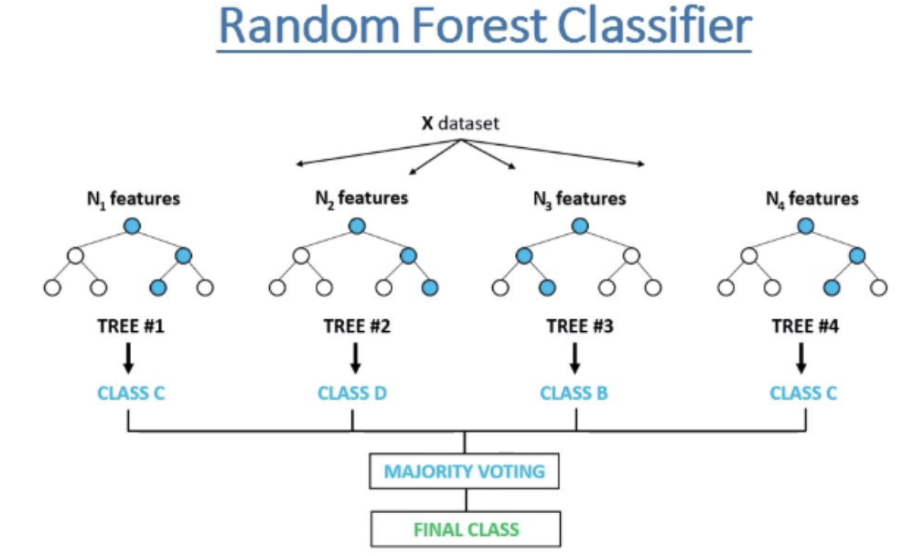 Random Forest Classifier
X dataset
N₁ features N₂ features N₃ features N₄ features
TREE #1 TREE #2 TREE #3 TREE #4
CLASS C CLASS D CLASS B CLASS C
MAJORITY VOTING
FINAL CLASS